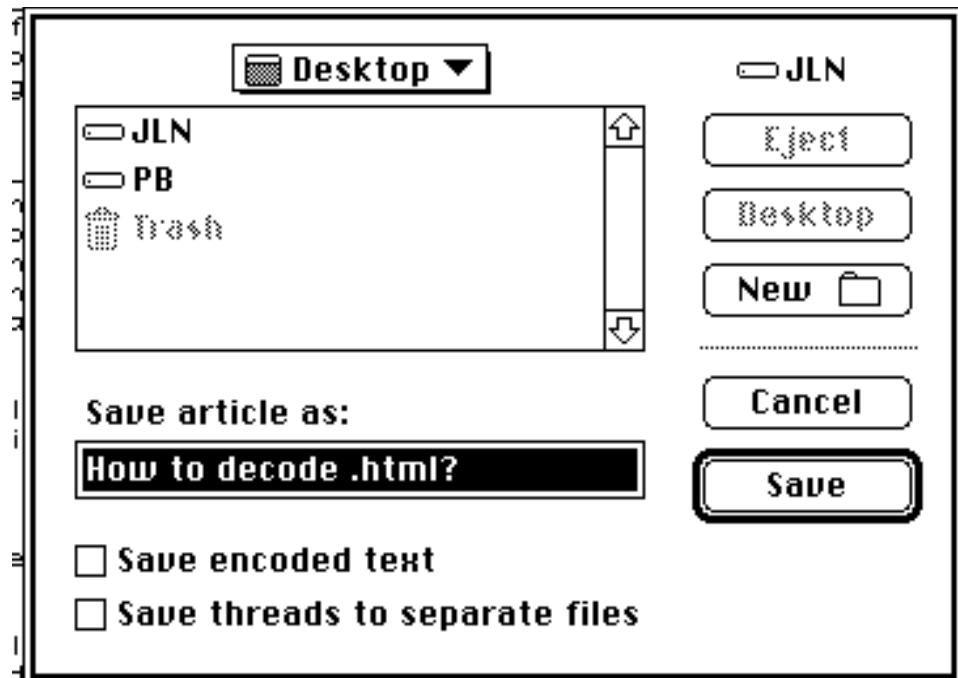 Desktop
JLN
JLN
PB
Trash
Eject
Desktop
New
Save article as:
How to decode .html?
Cancel
Save
Save encoded text
Save threads to separate files